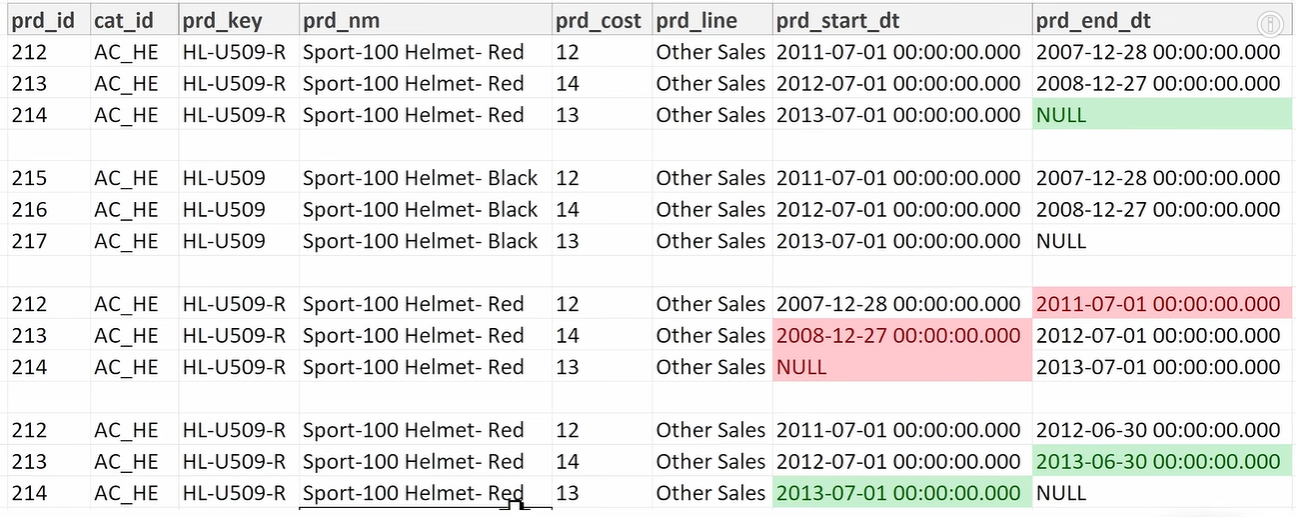 prd_id cat_id prd_key prd_nm prd_cost prd_line prd_start_dt prd_end_dt
212 AC_HE HL-U509-R Sport-100 Helmet- Red 12 Other Sales 2011-07-01 00:00:00.000 2007-12-28 00:00:00.000
213 AC_HE HL-U509-R Sport-100 Helmet- Red 14 Other Sales 2012-07-01 00:00:00.000 2008-12-27 00:00:00.000
214 AC_HE HL-U509-R Sport-100 Helmet- Red 13 Other Sales 2013-07-01 00:00:00.000 NULL
215 AC_HE HL-U509 Sport-100 Helmet- Black 12 Other Sales 2011-07-01 00:00:00.000 2007-12-28 00:00:00.000
216 AC_HE HL-U509 Sport-100 Helmet- Black 14 Other Sales 2012-07-01 00:00:00.000 2008-12-27 00:00:00.000
217 AC_HE HL-U509 Sport-100 Helmet- Black 13 Other Sales 2013-07-01 00:00:00.000 NULL
212 AC_HE HL-U509-R Sport-100 Helmet- Red 12 Other Sales 2007-12-28 00:00:00.000 2011-07-01 00:00:00.000
213 AC_HE HL-U509-R Sport-100 Helmet- Red 14 Other Sales 2008-12-27 00:00:00.000 2012-07-01 00:00:00.000
214 AC_HE HL-U509-R Sport-100 Helmet- Red 13 Other Sales NULL 2013-07-01 00:00:00.000
212 AC_HE HL-U509-R Sport-100 Helmet- Red 12 Other Sales 2011-07-01 00:00:00.000 2012-06-30 00:00:00.000
213 AC_HE HL-U509-R Sport-100 Helmet- Red 14 Other Sales 2012-07-01 00:00:00.000 2013-06-30 00:00:00.000
214 AC_HE HL-U509-R Sport-100 Helmet- Red 13 Other Sales 2013-07-01 00:00:00.000 NULL